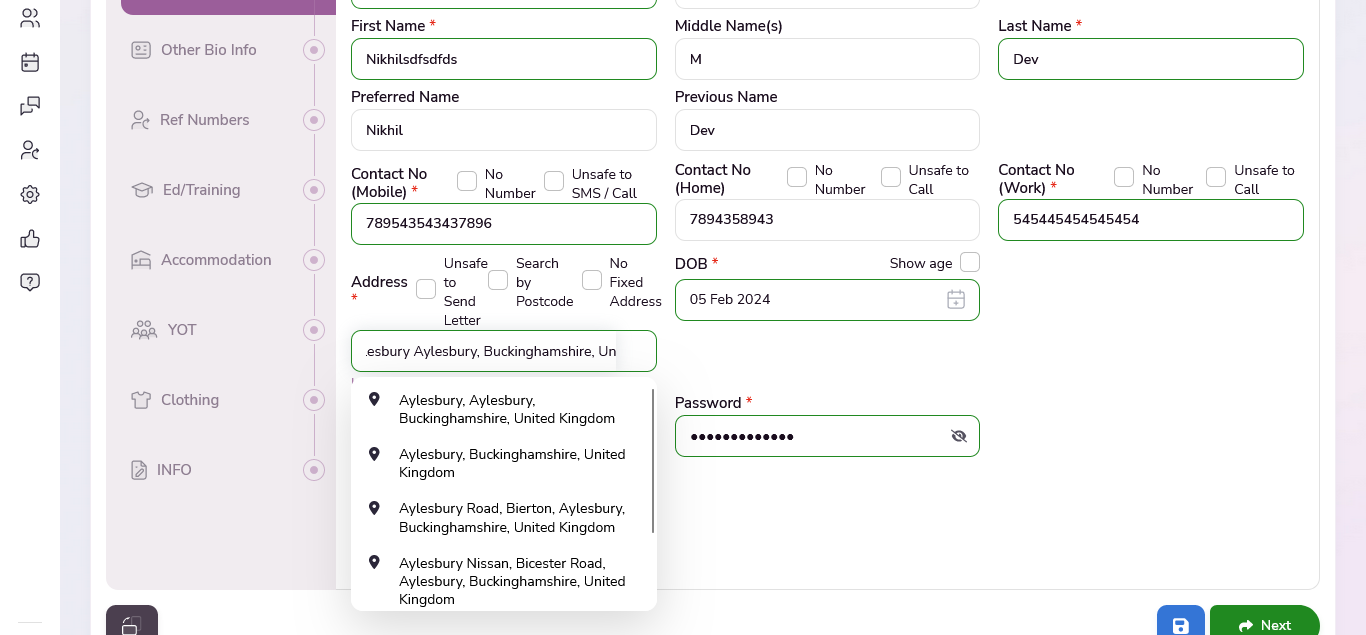 Other Bio Info
Ref Numbers
Ed/Training
Accommodation
YOT
Clothing
INFO
First Name *
Nikhilsdfsdfds
Middle Name(s)
M
Last Name *
Dev
Preferred Name
Nikhil
Previous Name
Dev
Contact No
(Mobile) *
No
Number
Unsafe to
SMS / Call
789543543437896
Contact No
(Home)
No
Number
Unsafe to
Call
7894358943
Contact No
(Work) *
No
Number
Unsafe to
Call
545445454545454
Address
*
Unsafe
to
Send
Letter
Search
by
Postcode
No
Fixed
Address
.esbury Aylesbury, Buckinghamshire, Un
DOB *
Show age
05 Feb 2024
Aylesbury, Aylesbury,
Buckinghamshire, United Kingdom
Aylesbury, Buckinghamshire, United
Kingdom
Aylesbury Road, Bierton, Aylesbury,
Buckinghamshire, United Kingdom
Aylesbury Nissan, Bicester Road,
Aylesbury, Buckinghamshire, United
Kingdom
Password *
•••••••••••••
Next